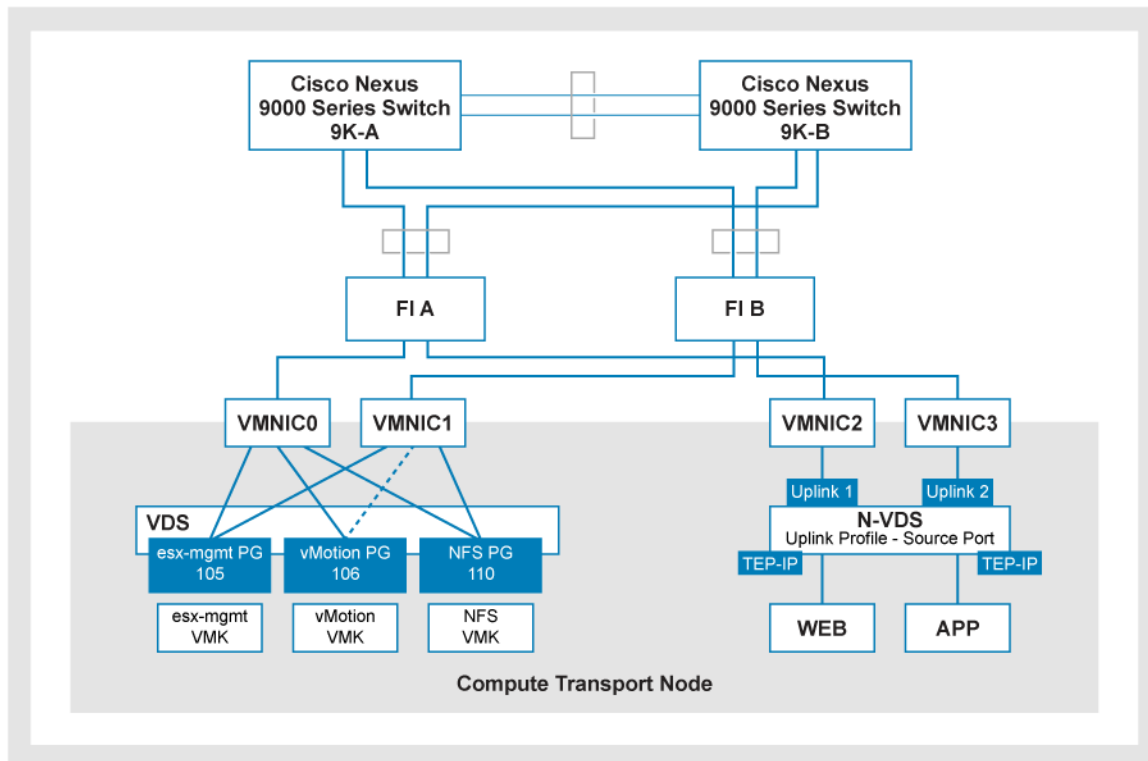 Cisco Nexus
9000 Series Switch
9K-A
Cisco Nexus
9000 Series Switch
9K-B
FI A
FI B
VMNIC0
VMNIC1
VMNIC2
VMNIC3
Uplink 1
Uplink 2
VDS
N-VDS
Uplink Profile - Source Port
esx-mgmt PG
105
vMotion PG
106
NFS PG
110
TEP-IP
TEP-IP
esx-mgmt
VMK
vMotion
VMK
NFS
VMK
WEB
APP
Compute Transport Node